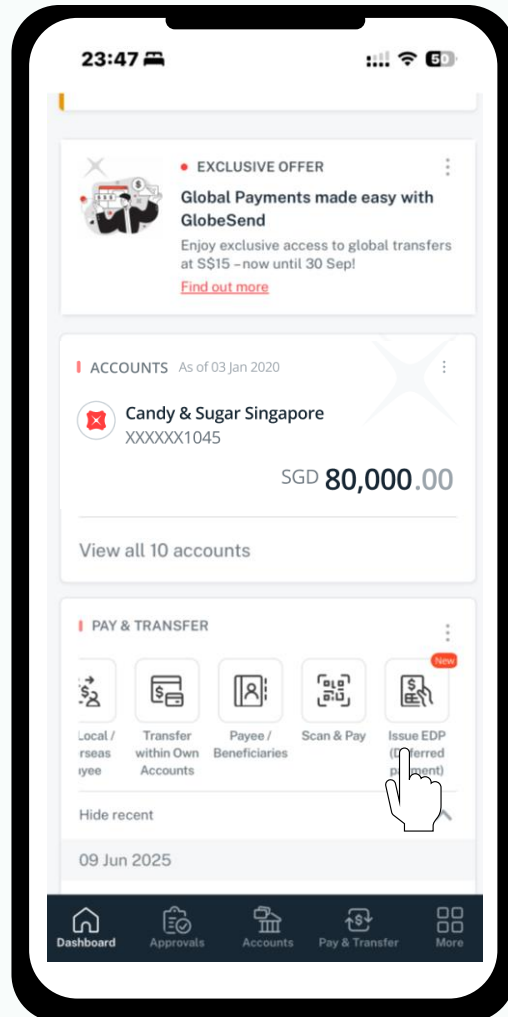 23:47
50
EXCLUSIVE OFFER
Global Payments made easy with
GlobeSend
Enjoy exclusive access to global transfers
at S$15 – now until 30 Sep!
Find out more
ACCOUNTS As of 03 Jan 2020
Candy & Sugar Singapore
XXXXXX1045
SGD 80,000.00
View all 10 accounts
PAY & TRANSFER
New
Local /
rseas
yee
Transfer
within Own
Accounts
Payee /
Beneficiaries
Scan & Pay
Issue EDP
(Deferred
payment)
Hide recent
09 Jun 2025
Dashboard
Approvals
Accounts
Pay & Transfer
More